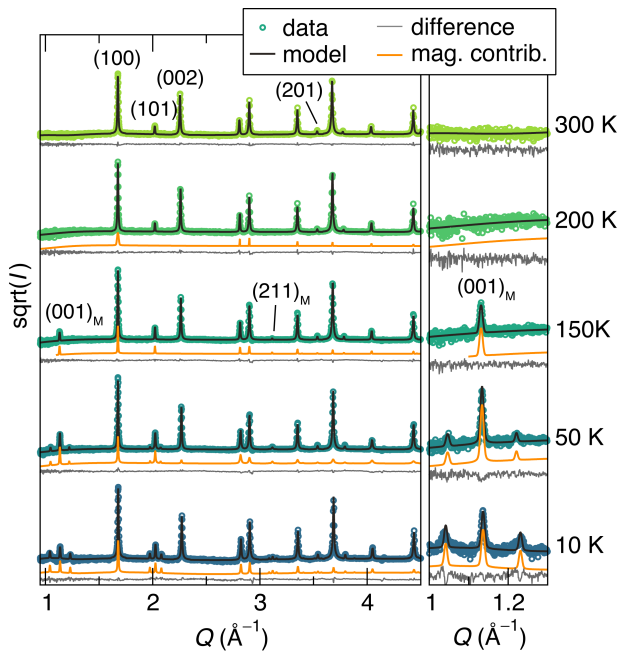 data
difference
model
mag. contrib.
(100)
(002)
(101)
(201)
300 K
200 K
(001)M
(211)M
(001)M
150K
50 K
10 K
sqrt(I)
1 2 3 4
1 1.2
Q (Å⁻¹)
Q (Å⁻¹)